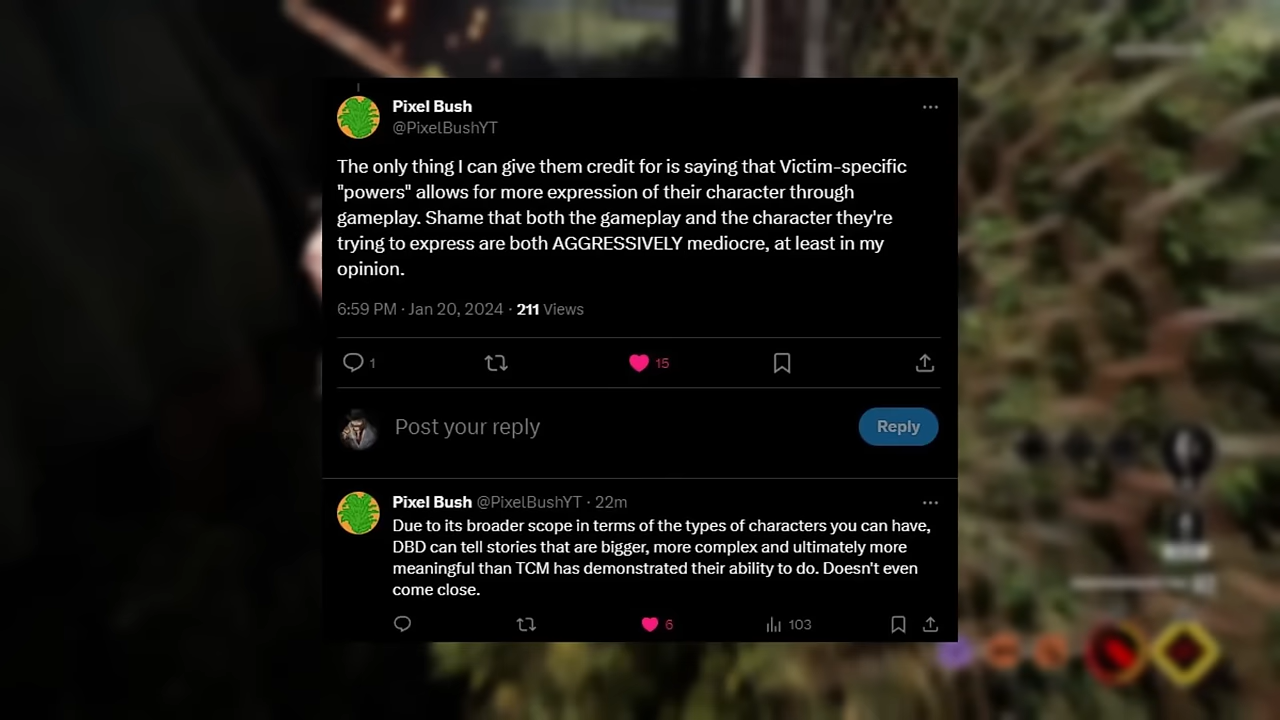 Pixel Bush
@PixelBushYT
The only thing I can give them credit for is saying that Victim-specific
"powers" allows for more expression of their character through
gameplay. Shame that both the gameplay and the character they're
trying to express are both AGGRESSIVELY mediocre, at least in my
opinion.
6:59 PM · Jan 20, 2024 · 211 Views
1
15
Post your reply
Reply
Pixel Bush @PixelBushYT · 22m
Due to its broader scope in terms of the types of characters you can have,
DBD can tell stories that are bigger, more complex and ultimately more
meaningful than TCM has demonstrated their ability to do. Doesn't even
come close.
6
103